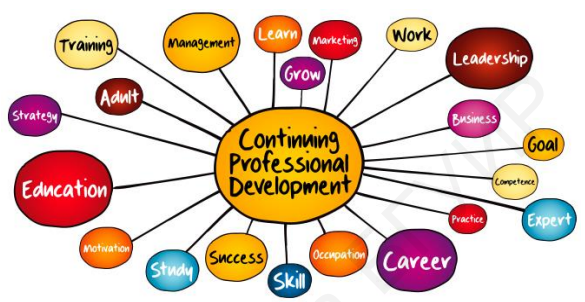 Training
Management
Learn
Marketing
Work
Leadership
Grow
Adult
Strategy
Business
Continuing
Professional
Development
Goal
Education
Competence
Practice
Expert
Motivation
Study
Success
Skill
Occupation
Career